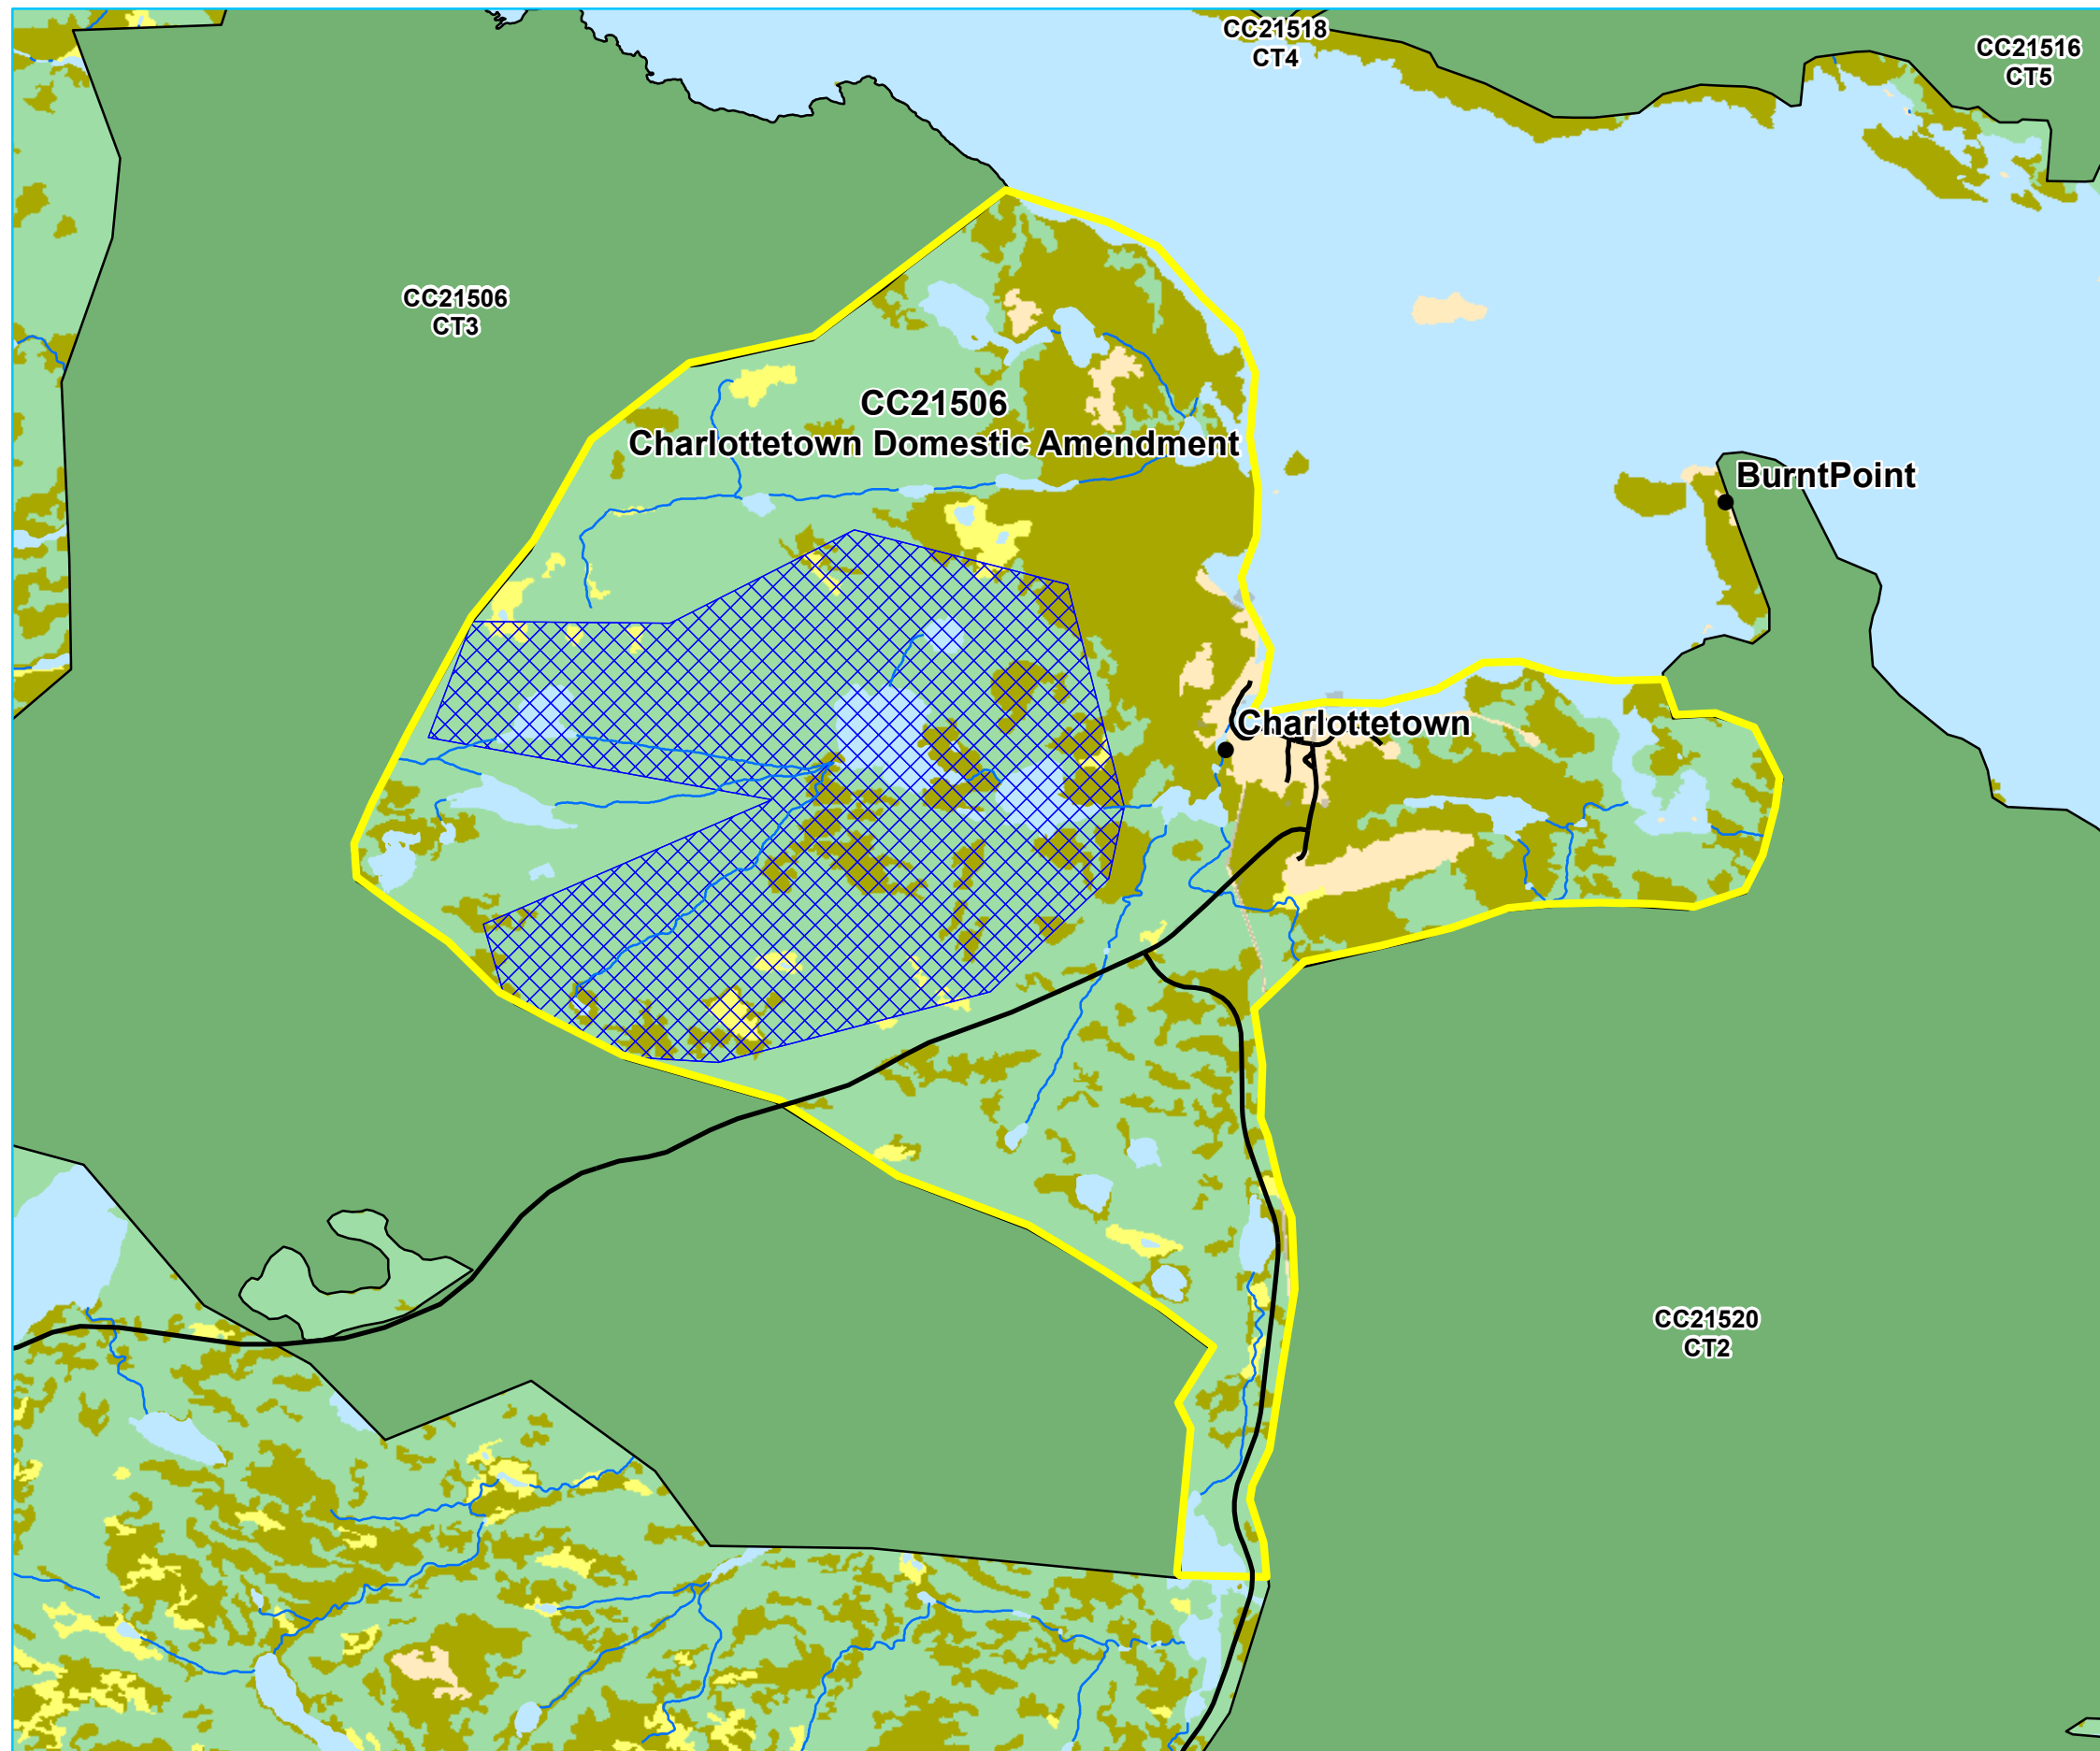 CC21518
CT4
CC21516
CT5
CC21506
CT3
CC21506
Charlottetown Domestic Amendment
BurntPoint
Charlottetown
CC21520
CT2